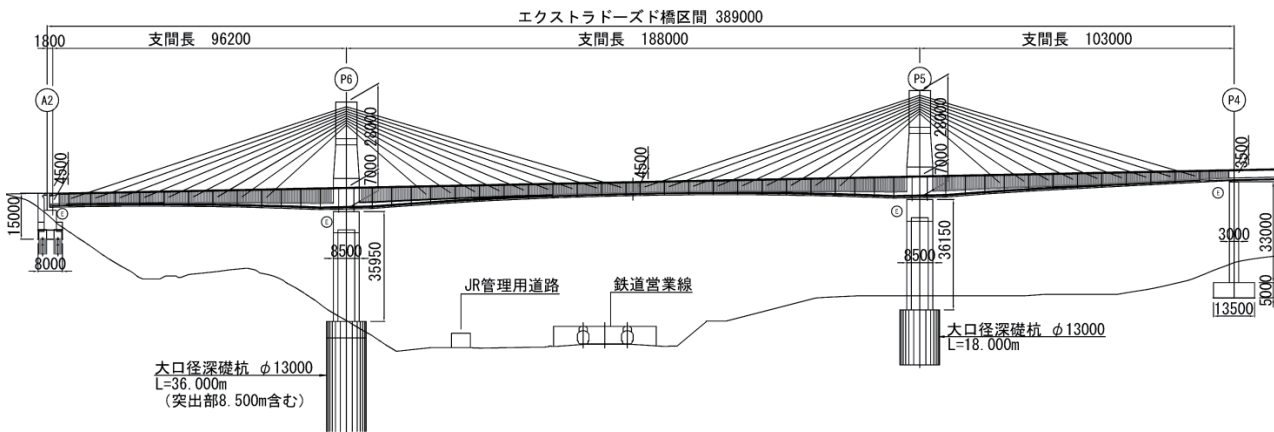 エクストラドーズド橋区間 389000
1800
支間長 96200
支間長 188000
支間長 103000
A2
P6
P5
P4
28000
7000
4500
4500
28000
7000
3500
E
E
E
E
15000
8000
8500
35950
8500
36150
3000
33000
5000
13500
JR管理用道路
鉄道営業線
大口径深礎杭 φ13000
L=36.000m
(突出部8.500m含む)
大口径深礎杭 φ13000
L=18.000m